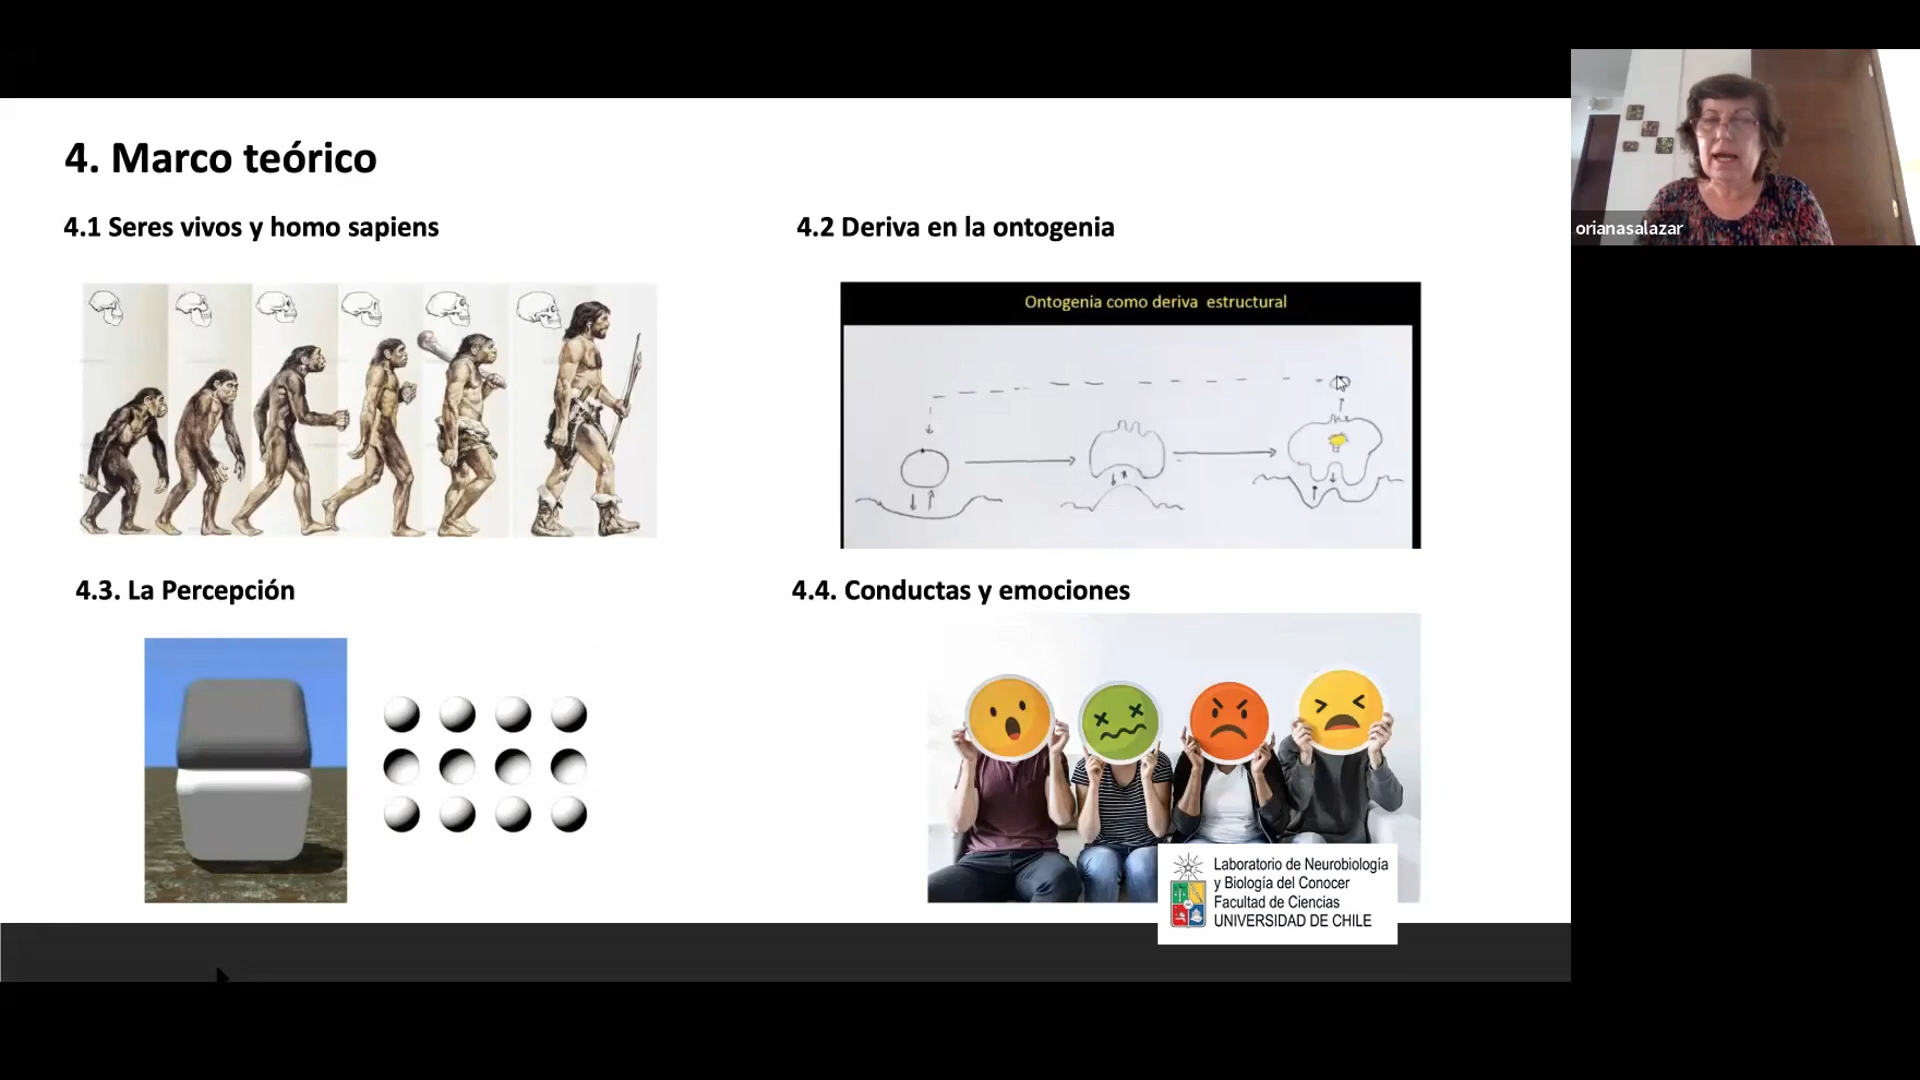 4. Marco teórico
4.1 Seres vivos y homo sapiens
4.2 Deriva en la ontogenia
Ontogenia como deriva estructural
4.3. La Percepción
4.4. Conductas y emociones
Laboratorio de Neurobiología
y Biología del Conocer
Facultad de Ciencias
UNIVERSIDAD DE CHILE
orianasalazar